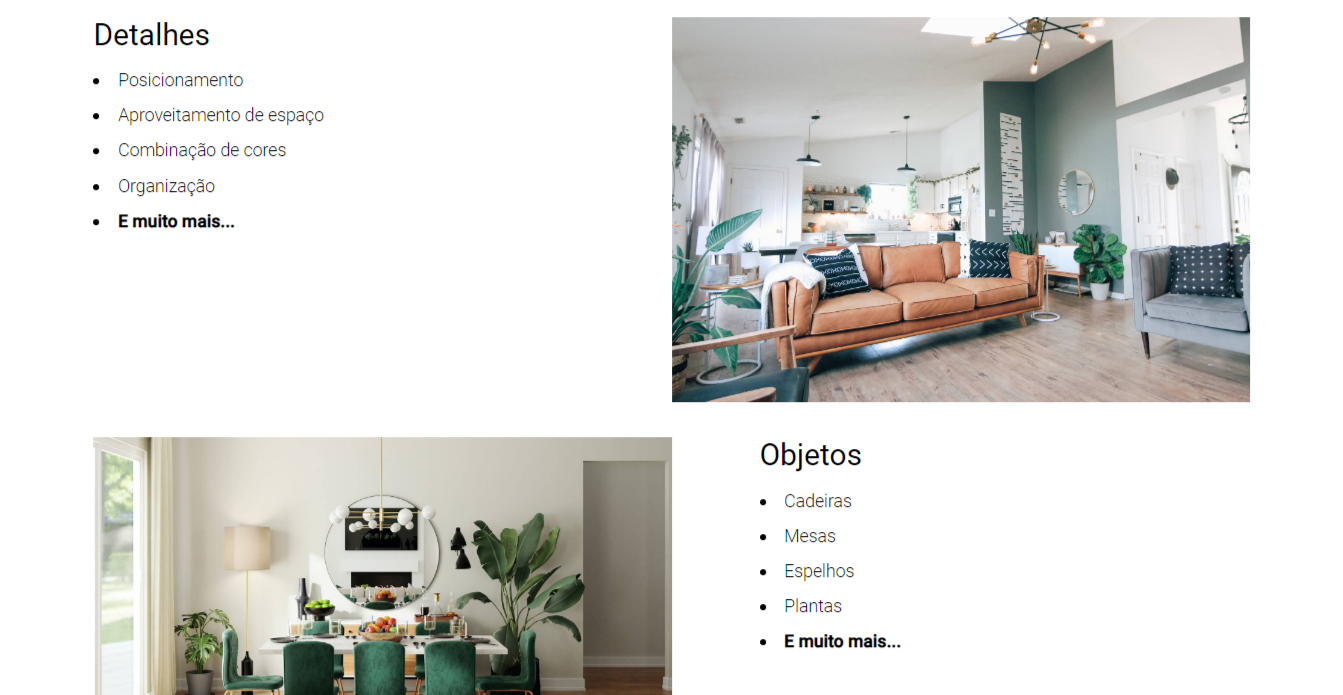 Detalhes
Posicionamento
Aproveitamento de espaço
Combinação de cores
Organização
E muito mais...
Objetos
Cadeiras
Mesas
Espelhos
Plantas
E muito mais...